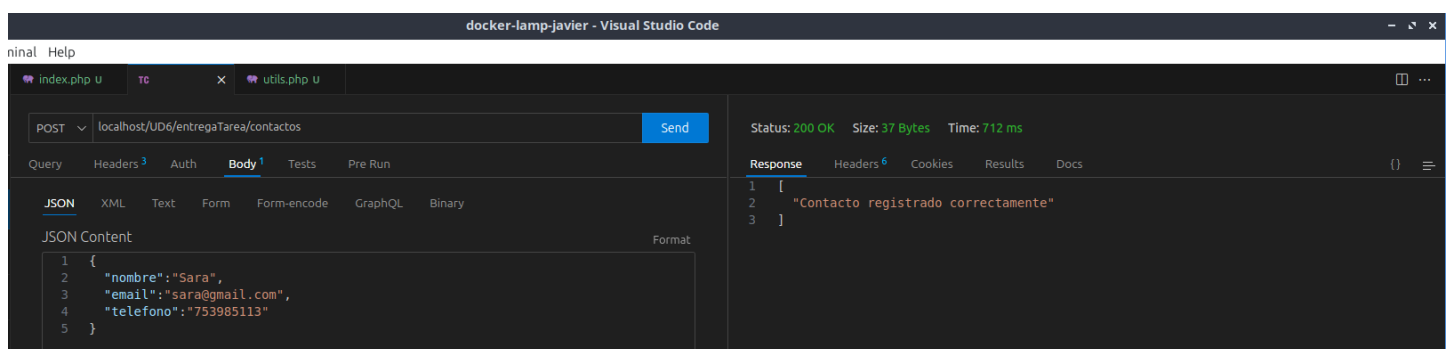 docker-lamp-javier - Visual Studio Code
minal Help
index.php U TC utils.php U
POST localhost/UD6/entregaTarea/contactos Send
Status: 200 OK Size: 37 Bytes Time: 712 ms
Query Headers 3 Auth Body 1 Tests Pre Run
Response Headers 6 Cookies Results Docs {}
JSON XML Text Form Form-encode GraphQL Binary
JSON Content Format
1 {
2 "nombre":"Sara",
3 "email":"sara@gmail.com",
4 "telefono":"753985113"
5 }
1 [
2 "Contacto registrado correctamente"
3 ]